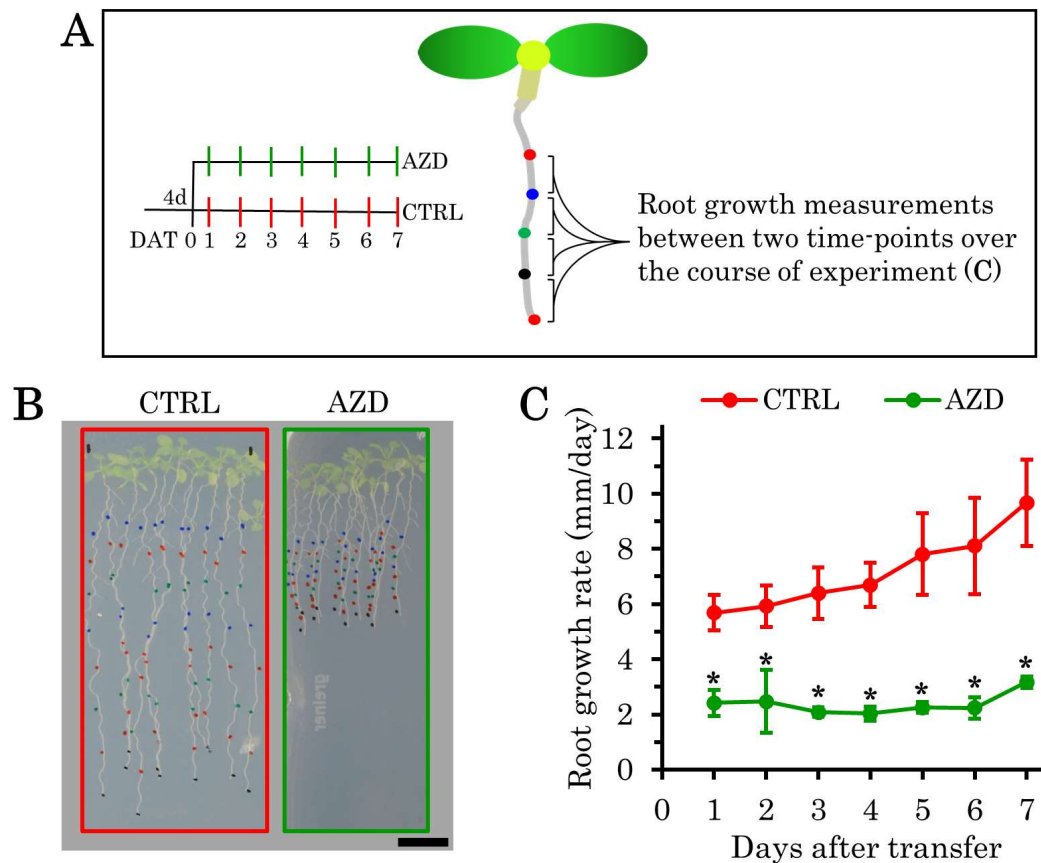 A
4d
AZD
CTRL
DAT 0 1 2 3 4 5 6 7
Root growth measurements
between two time-points over
the course of experiment (C)
B
CTRL
AZD
greiner
C
CTRL
AZD
Root growth rate (mm/day)
12
10
8
6
4
2
0
* * * * * * *
0 1 2 3 4 5 6 7
Days after transfer